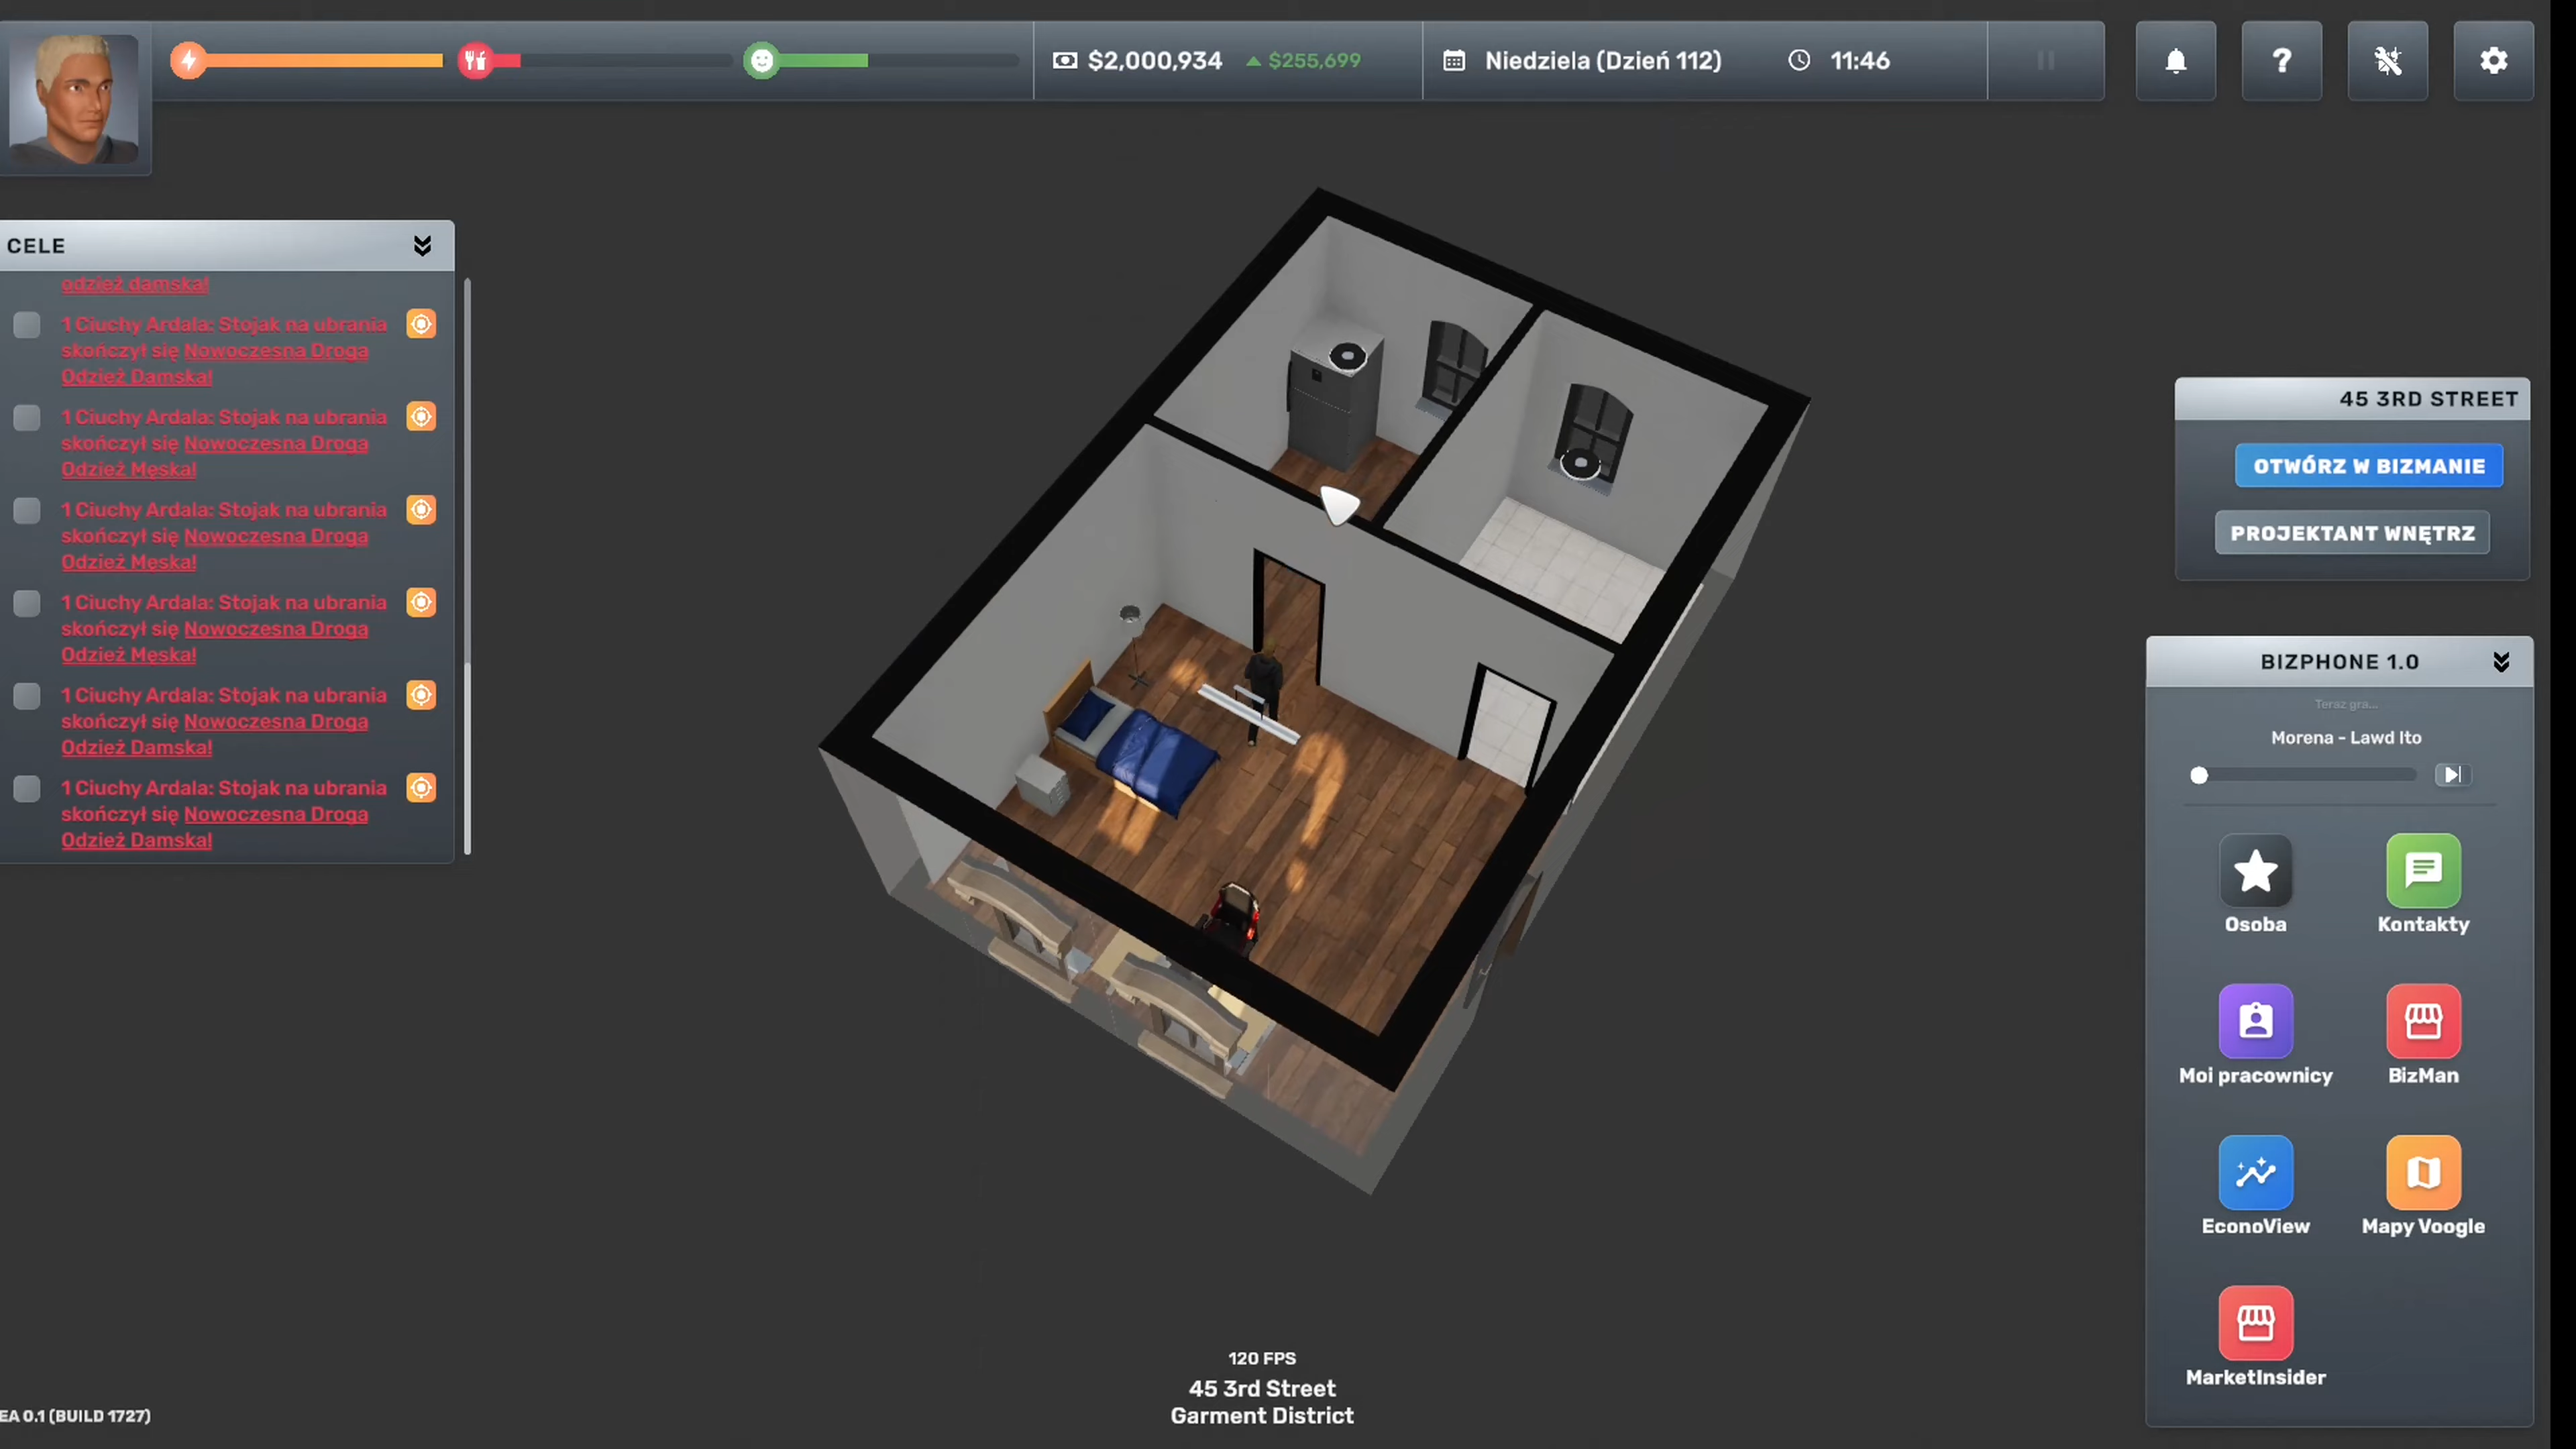 $2,000,934
$255,699
Niedziela (Dzień 112)
11:46
?
CELE
odzież damska!
1 Ciuchy Ardala: Stojak na ubrania
skończył się Nowoczesna Droga
Odzież Damska!
1 Ciuchy Ardala: Stojak na ubrania
skończył się Nowoczesna Droga
Odzież Męska!
1 Ciuchy Ardala: Stojak na ubrania
skończył się Nowoczesna Droga
Odzież Męska!
1 Ciuchy Ardala: Stojak na ubrania
skończył się Nowoczesna Droga
Odzież Męska!
1 Ciuchy Ardala: Stojak na ubrania
skończył się Nowoczesna Droga
Odzież Damska!
1 Ciuchy Ardala: Stojak na ubrania
skończył się Nowoczesna Droga
Odzież Damska!
45 3RD STREET
OTWÓRZ W BIZMANIE
PROJEKTANT WNĘTRZ
BIZPHONE 1.0
Teraz gra...
Morena - Lawd Ito
Osoba
Kontakty
Moi pracownicy
BizMan
EconoView
Mapy Voogle
MarketInsider
120 FPS
45 3rd Street
Garment District
EA 0.1 (BUILD 1727)